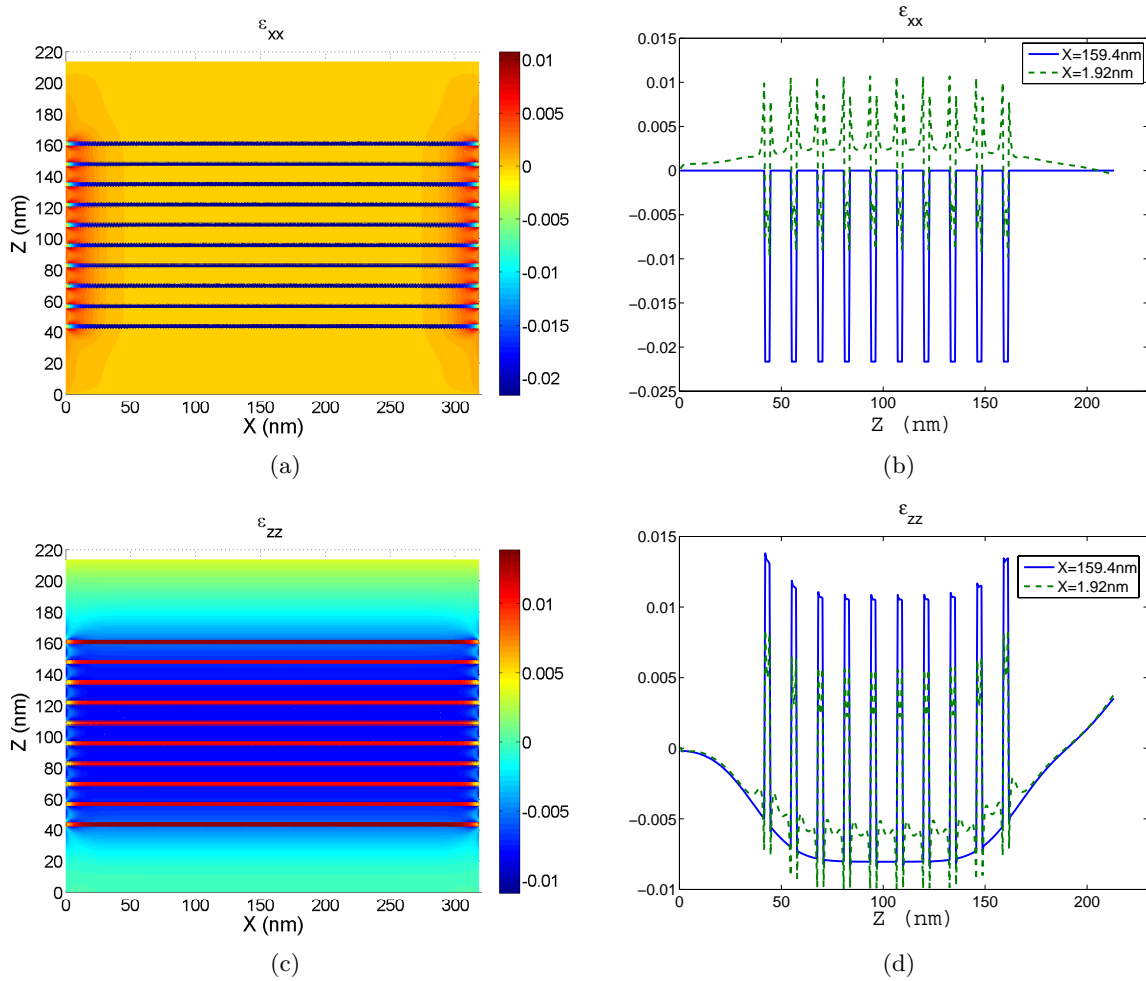 ε_xx
220
200
180
160
140
120
100
80
60
40
20
0
Z (nm)
0 50 100 150 200 250 300
X (nm)
0.01
0.005
0
-0.005
-0.01
-0.015
-0.02
(a)
ε_xx
0.015
0.01
0.005
0
−0.005
−0.01
−0.015
−0.02
−0.025
0 50 100 150 200
Z (nm)
X=159.4nm
X=1.92nm
(b)
ε_zz
220
200
180
160
140
120
100
80
60
40
20
0
Z (nm)
0 50 100 150 200 250 300
X (nm)
0.01
0.005
0
-0.005
-0.01
(c)
ε_zz
0.015
0.01
0.005
0
−0.005
−0.01
0 50 100 150 200
Z (nm)
X=159.4nm
X=1.92nm
(d)